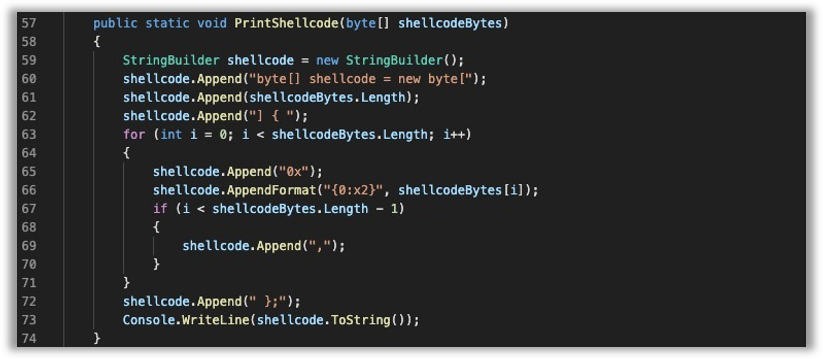 57 public static void PrintShellcode(byte[] shellcodeBytes)
58 {
59 StringBuilder shellcode = new StringBuilder();
60 shellcode.Append("byte[] shellcode = new byte[");
61 shellcode.Append(shellcodeBytes.Length);
62 shellcode.Append("] { ");
63 for (int i = 0; i < shellcodeBytes.Length; i++)
64 {
65 shellcode.Append("0x");
66 shellcode.AppendFormat("{0:x2}", shellcodeBytes[i]);
67 if (i < shellcodeBytes.Length - 1)
68 {
69 shellcode.Append(",");
70 }
71 }
72 shellcode.Append(" };");
73 Console.WriteLine(shellcode.ToString());
74 }